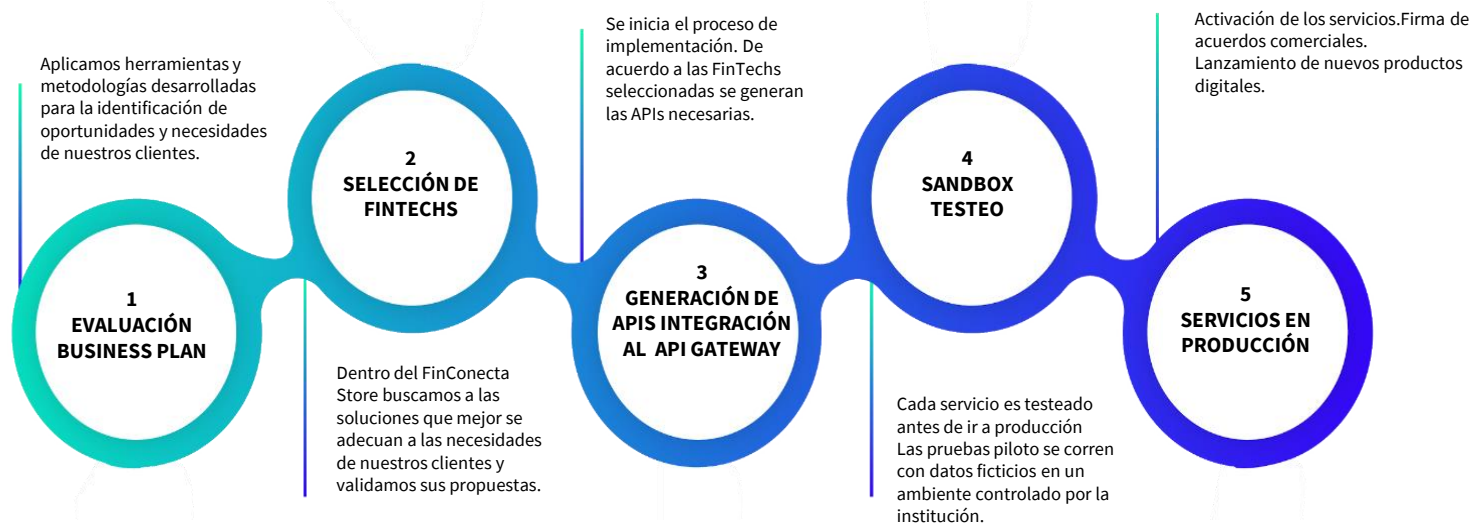 Aplicamos herramientas y
metodologías desarrolladas
para la identificación de
oportunidades y necesidades
de nuestros clientes.
1
EVALUACIÓN
BUSINESS PLAN
2
SELECCIÓN DE
FINTECHS
Dentro del FinConecta
Store buscamos a las
soluciones que mejor se
adecuan a las necesidades
de nuestros clientes y
validamos sus propuestas.
Se inicia el proceso de
implementación. De
acuerdo a las FinTechs
seleccionadas se generan
las APIs necesarias.
3
GENERACIÓN DE
APIS INTEGRACIÓN
AL API GATEWAY
4
SANDBOX
TESTEO
Cada servicio es testeado
antes de ir a producción
Las pruebas piloto se corren
con datos ficticios en un
ambiente controlado por la
institución.
Activación de los servicios.Firma de
acuerdos comerciales.
Lanzamiento de nuevos productos
digitales.
5
SERVICIOS EN
PRODUCCIÓN